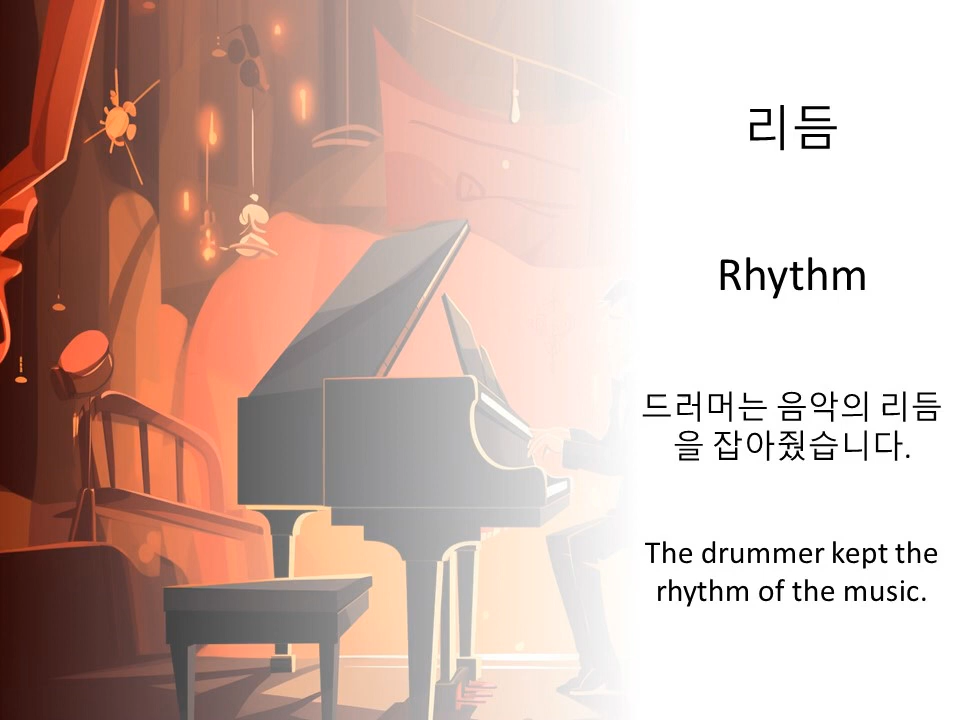 리듬
Rhythm
드러머는 음악의 리듬
을 잡아줬습니다.
The drummer kept the
rhythm of the music.